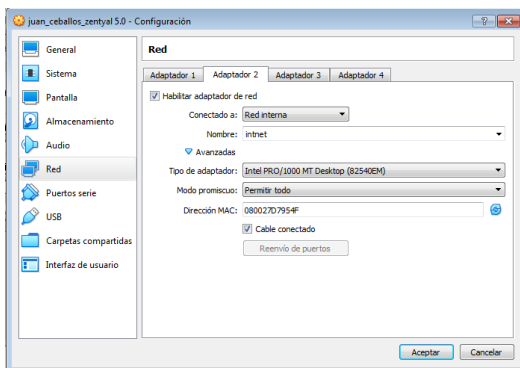 juan_ceballos_zentyal 5.0 - Configuración
General
Sistema
Pantalla
Almacenamiento
Audio
Red
Puertos serie
USB
Carpetas compartidas
Interfaz de usuario
Red
Adaptador 1 Adaptador 2 Adaptador 3 Adaptador 4
Habilitar adaptador de red
Conectado a: Red interna
Nombre: intnet
Avanzadas
Tipo de adaptador: Intel PRO/1000 MT Desktop (82540EM)
Modo promiscuo: Permitir todo
Dirección MAC: 080027D7954F
Cable conectado
Reenvío de puertos
Aceptar Cancelar